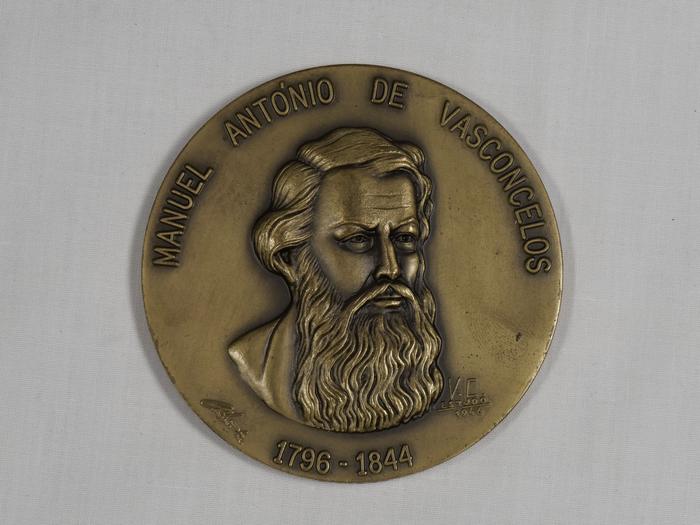 MANUEL ANTÓNIO DE VASCONCELOS
V.C.
1796 - 1844